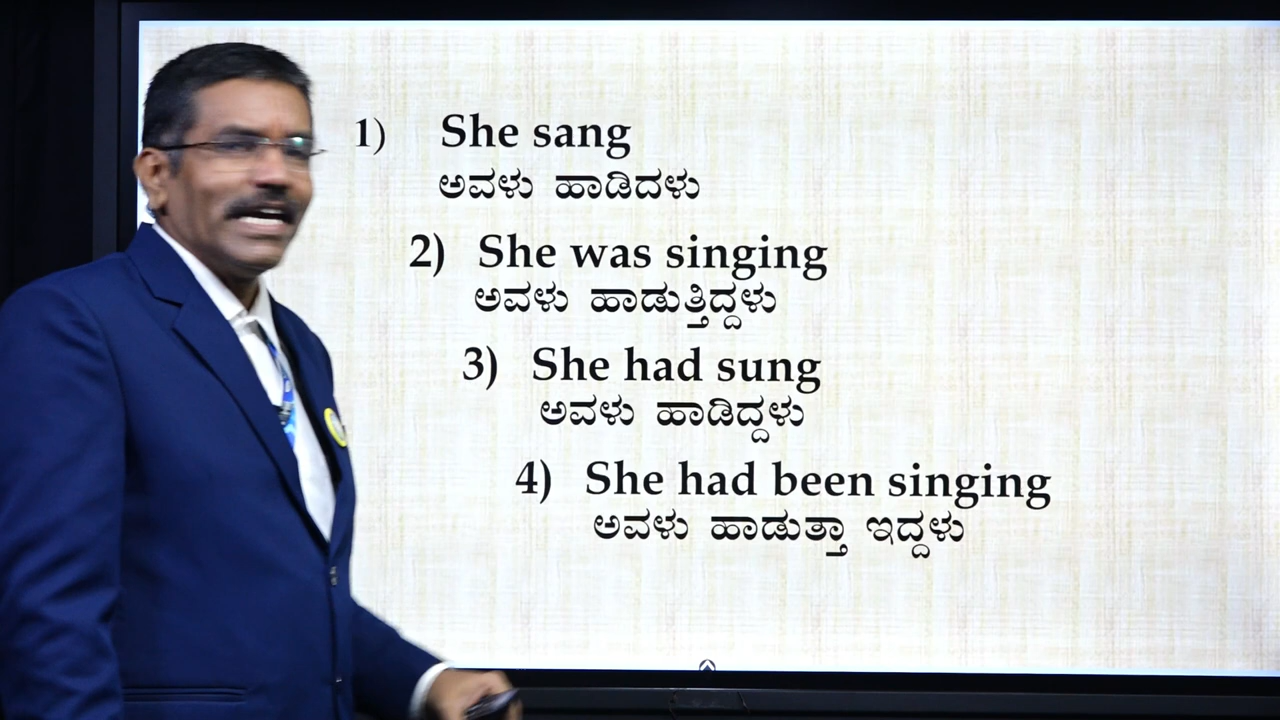 1) She sang
ಅವಳು ಹಾಡಿದಳು
2) She was singing
ಅವಳು ಹಾಡುತ್ತಿದ್ದಳು
3) She had sung
ಅವಳು ಹಾಡಿದ್ದಳು
4) She had been singing
ಅವಳು ಹಾಡುತ್ತಾ ಇದ್ದಳು